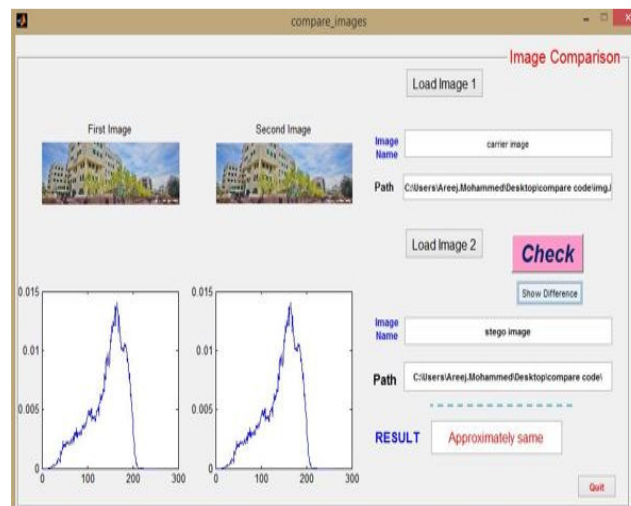 compare_images
Image Comparison
Load Image 1
First Image
Second Image
Image Name
carrier image
Path
C:\Users\Areej.Mohammed\Desktop\compare code\img.
Load Image 2
Check
Show Difference
Image Name
stego image
Path
C:\Users\Areej.Mohammed\Desktop\compare code\
RESULT
Approximately same
Quit
0.015
0.01
0.005
0
0 100 200 300
0.015
0.01
0.005
0
0 100 200 300